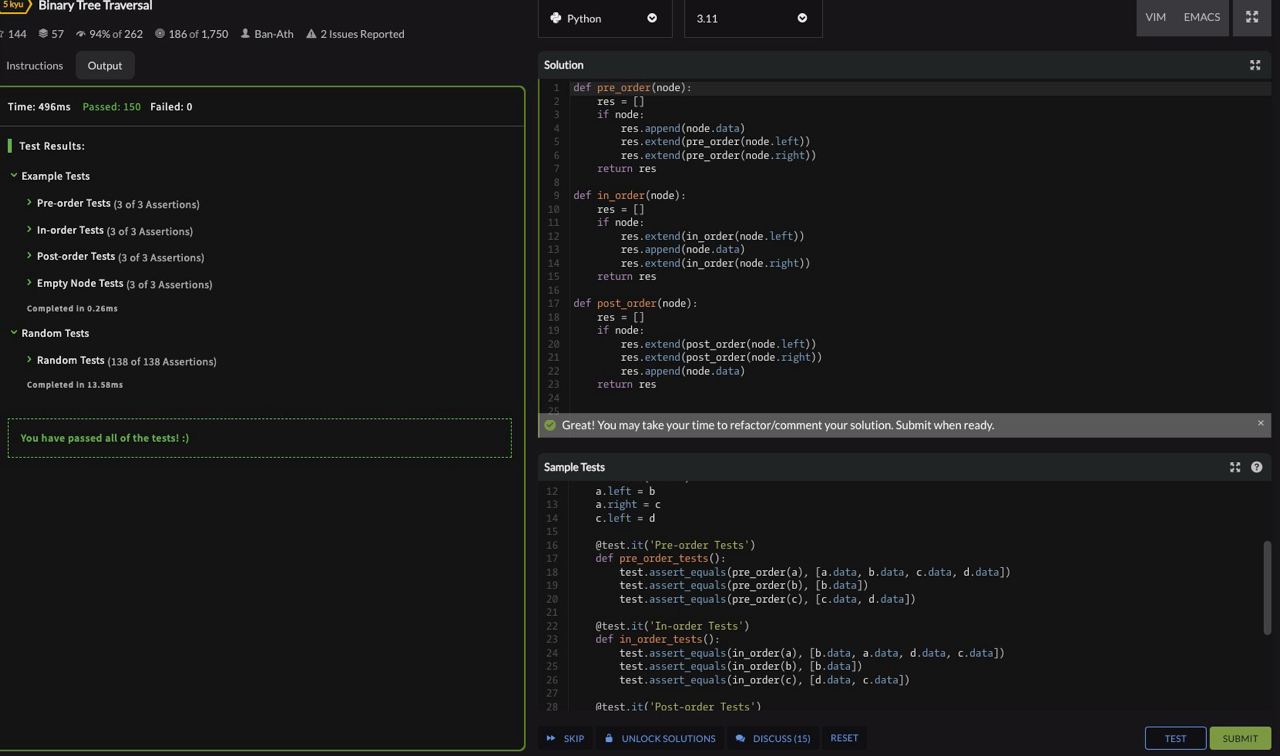 5 kyu
Binary Tree Traversal
144 57 94% of 262 186 of 1,750 Ban-Ath 2 Issues Reported
Instructions Output
Time: 496ms Passed: 150 Failed: 0
Test Results:
Example Tests
Pre-order Tests (3 of 3 Assertions)
In-order Tests (3 of 3 Assertions)
Post-order Tests (3 of 3 Assertions)
Empty Node Tests (3 of 3 Assertions)
Completed in 0.26ms
Random Tests
Random Tests (138 of 138 Assertions)
Completed in 13.58ms
You have passed all of the tests! :)
Python 3.11 VIM EMACS
Solution
1 def pre_order(node):
2 res = []
3 if node:
4 res.append(node.data)
5 res.extend(pre_order(node.left))
6 res.extend(pre_order(node.right))
7 return res
8
9 def in_order(node):
10 res = []
11 if node:
12 res.extend(in_order(node.left))
13 res.append(node.data)
14 res.extend(in_order(node.right))
15 return res
16
17 def post_order(node):
18 res = []
19 if node:
20 res.extend(post_order(node.left))
21 res.extend(post_order(node.right))
22 res.append(node.data)
23 return res
24
25
Great! You may take your time to refactor/comment your solution. Submit when ready. ×
Sample Tests
12 a.left = b
13 a.right = c
14 c.left = d
15
16 @test.it('Pre-order Tests')
17 def pre_order_tests():
18 test.assert_equals(pre_order(a), [a.data, b.data, c.data, d.data])
19 test.assert_equals(pre_order(b), [b.data])
20 test.assert_equals(pre_order(c), [c.data, d.data])
21
22 @test.it('In-order Tests')
23 def in_order_tests():
24 test.assert_equals(in_order(a), [b.data, a.data, d.data, c.data])
25 test.assert_equals(in_order(b), [b.data])
26 test.assert_equals(in_order(c), [d.data, c.data])
27
28 @test.it('Post-order Tests')
SKIP UNLOCK SOLUTIONS DISCUSS (15) RESET TEST SUBMIT